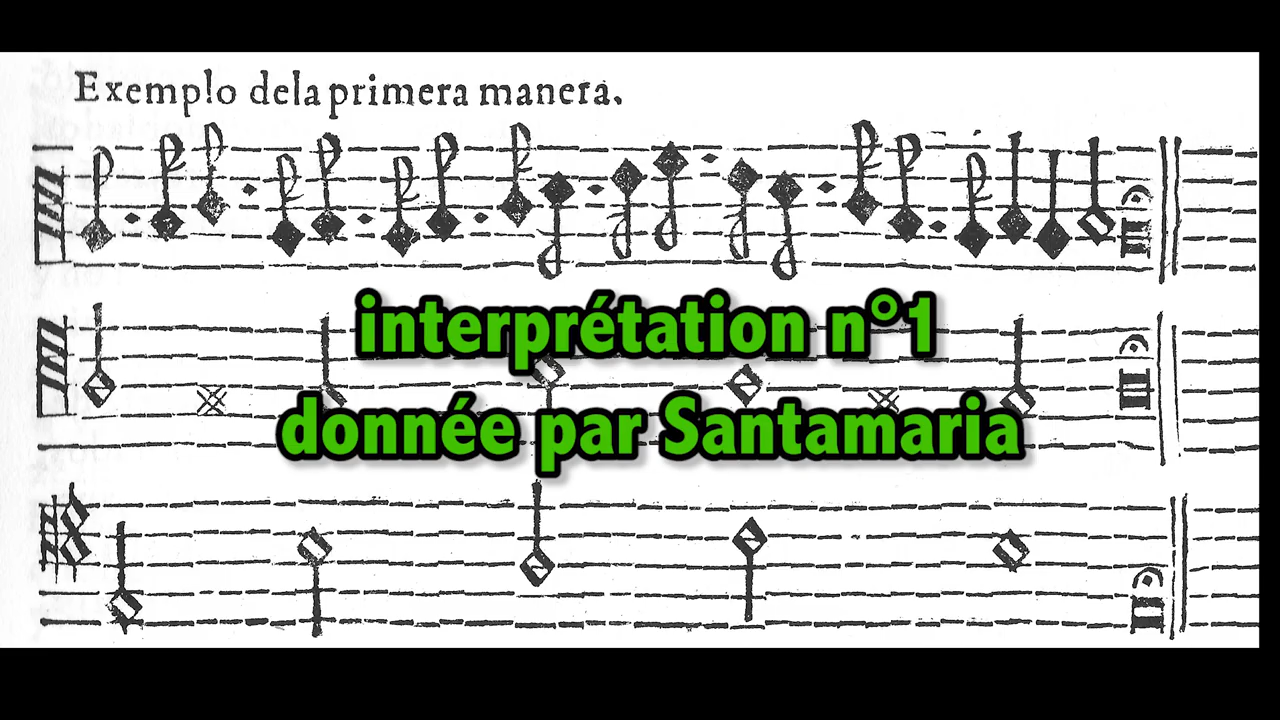 Exemplo dela primera manera.
interprétation n°1
donnée par Santamaria